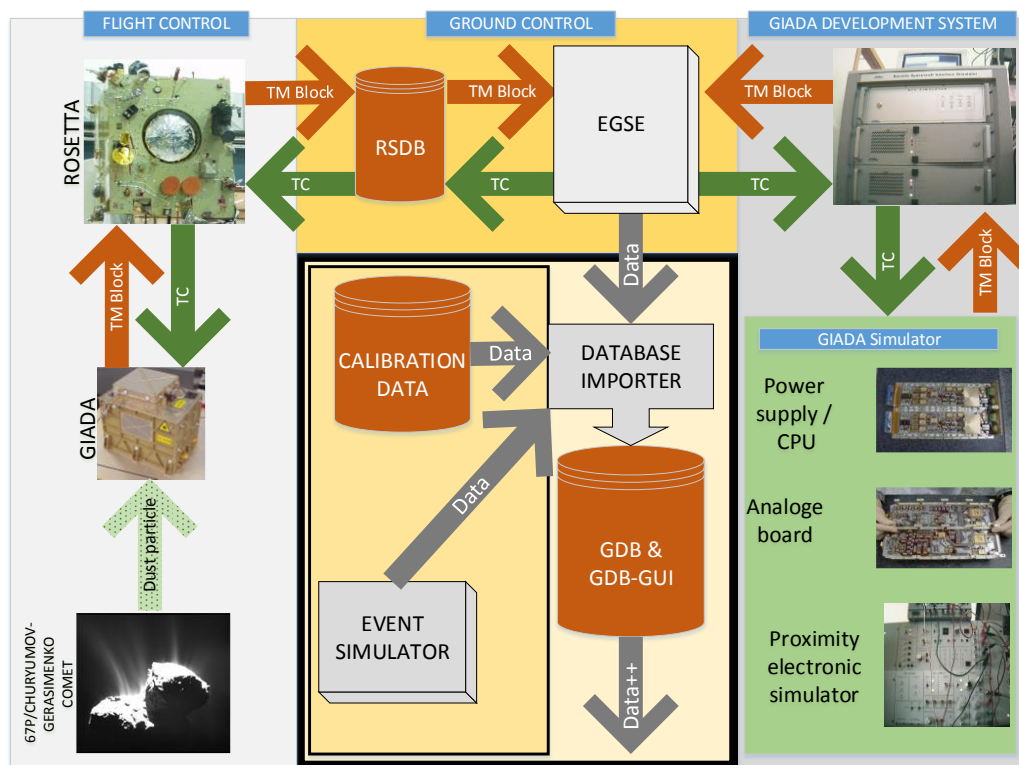 FLIGHT CONTROL
GROUND CONTROL
GIADA DEVELOPMENT SYSTEM
ROSETTA
TM Block
RSDB
TM Block
EGSE
TM Block
TC
TC
TC
TM Block
TC
Data
TC
TM Block
GIADA
CALIBRATION
DATA
Data
DATABASE
IMPORTER
GIADA Simulator
Power
supply /
CPU
Data
Dust particle
GDB &
GDB-GUI
Analoge
board
67P/CHURYUMOV-
GERASIMENKO
COMET
EVENT
SIMULATOR
Data++
Proximity
electronic
simulator